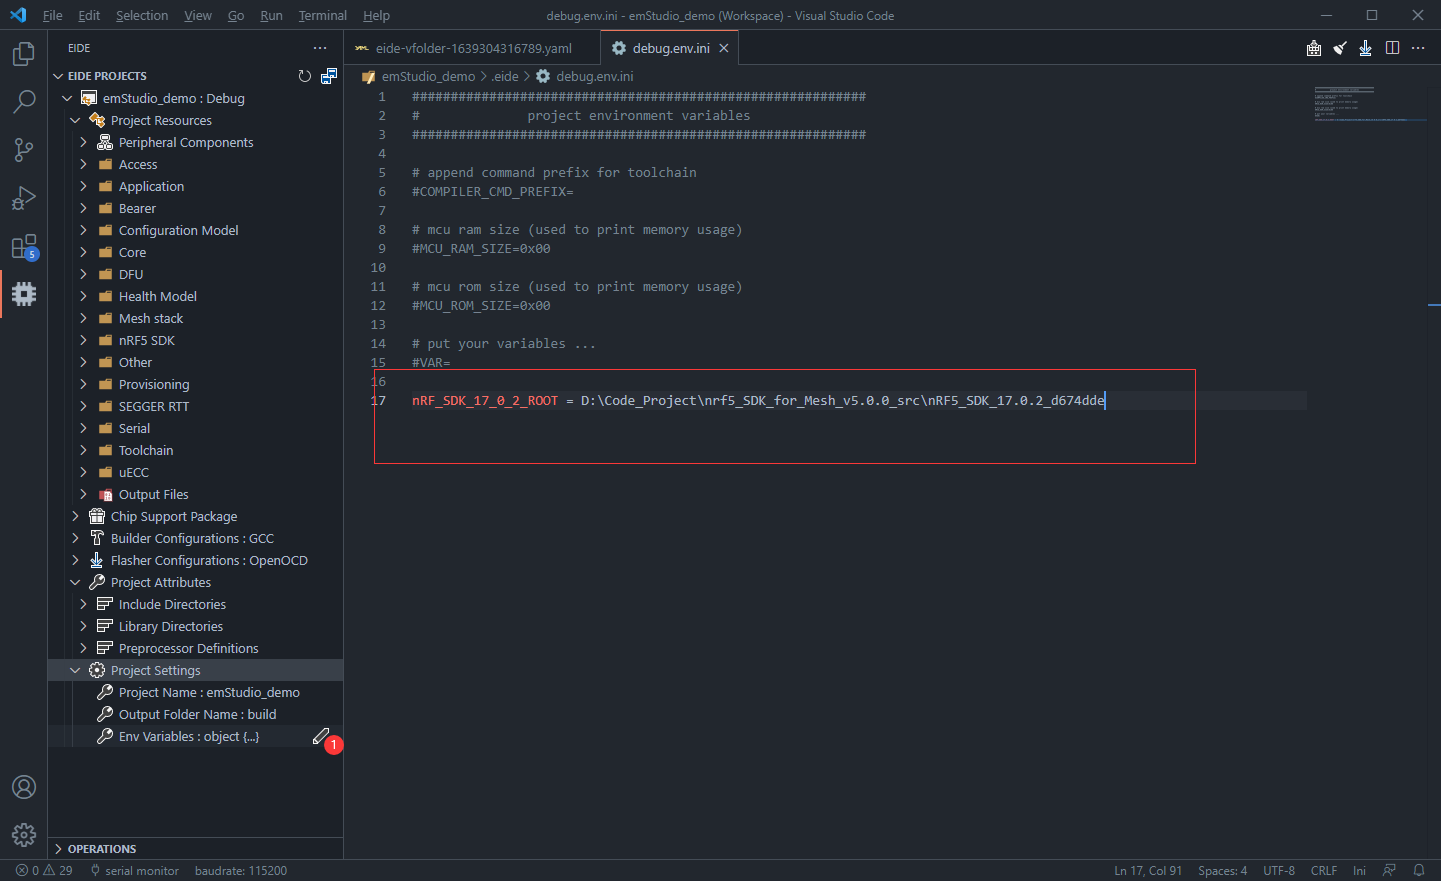 File Edit Selection View Go Run Terminal Help
debug.env.ini - emStudio_demo (Workspace) - Visual Studio Code
EIDE
EIDE PROJECTS
emStudio_demo : Debug
Project Resources
Peripheral Components
Access
Application
Bearer
Configuration Model
Core
DFU
Health Model
Mesh stack
nRF5 SDK
Other
Provisioning
SEGGER RTT
Serial
Toolchain
uECC
Output Files
Chip Support Package
Builder Configurations : GCC
Flasher Configurations : OpenOCD
Project Attributes
Include Directories
Library Directories
Preprocessor Definitions
Project Settings
Project Name : emStudio_demo
Output Folder Name : build
Env Variables : object {...}
1
OPERATIONS
5
YAML eide-vfolder-1639304316789.yaml
debug.env.ini
emStudio_demo > .eide > debug.env.ini
1 ###########################################################
2 # project environment variables
3 ###########################################################
4
5 # append command prefix for toolchain
6 #COMPILER_CMD_PREFIX=
7
8 # mcu ram size (used to print memory usage)
9 #MCU_RAM_SIZE=0x00
10
11 # mcu rom size (used to print memory usage)
12 #MCU_ROM_SIZE=0x00
13
14 # put your variables ...
15 #VAR=
16
17 nRF_SDK_17_0_2_ROOT = D:\Code_Project\nrf5_SDK_for_Mesh_v5.0.0_src\nRF5_SDK_17.0.2_d674dde
0 29 serial monitor baudrate: 115200
Ln 17, Col 91 Spaces: 4 UTF-8 CRLF Ini